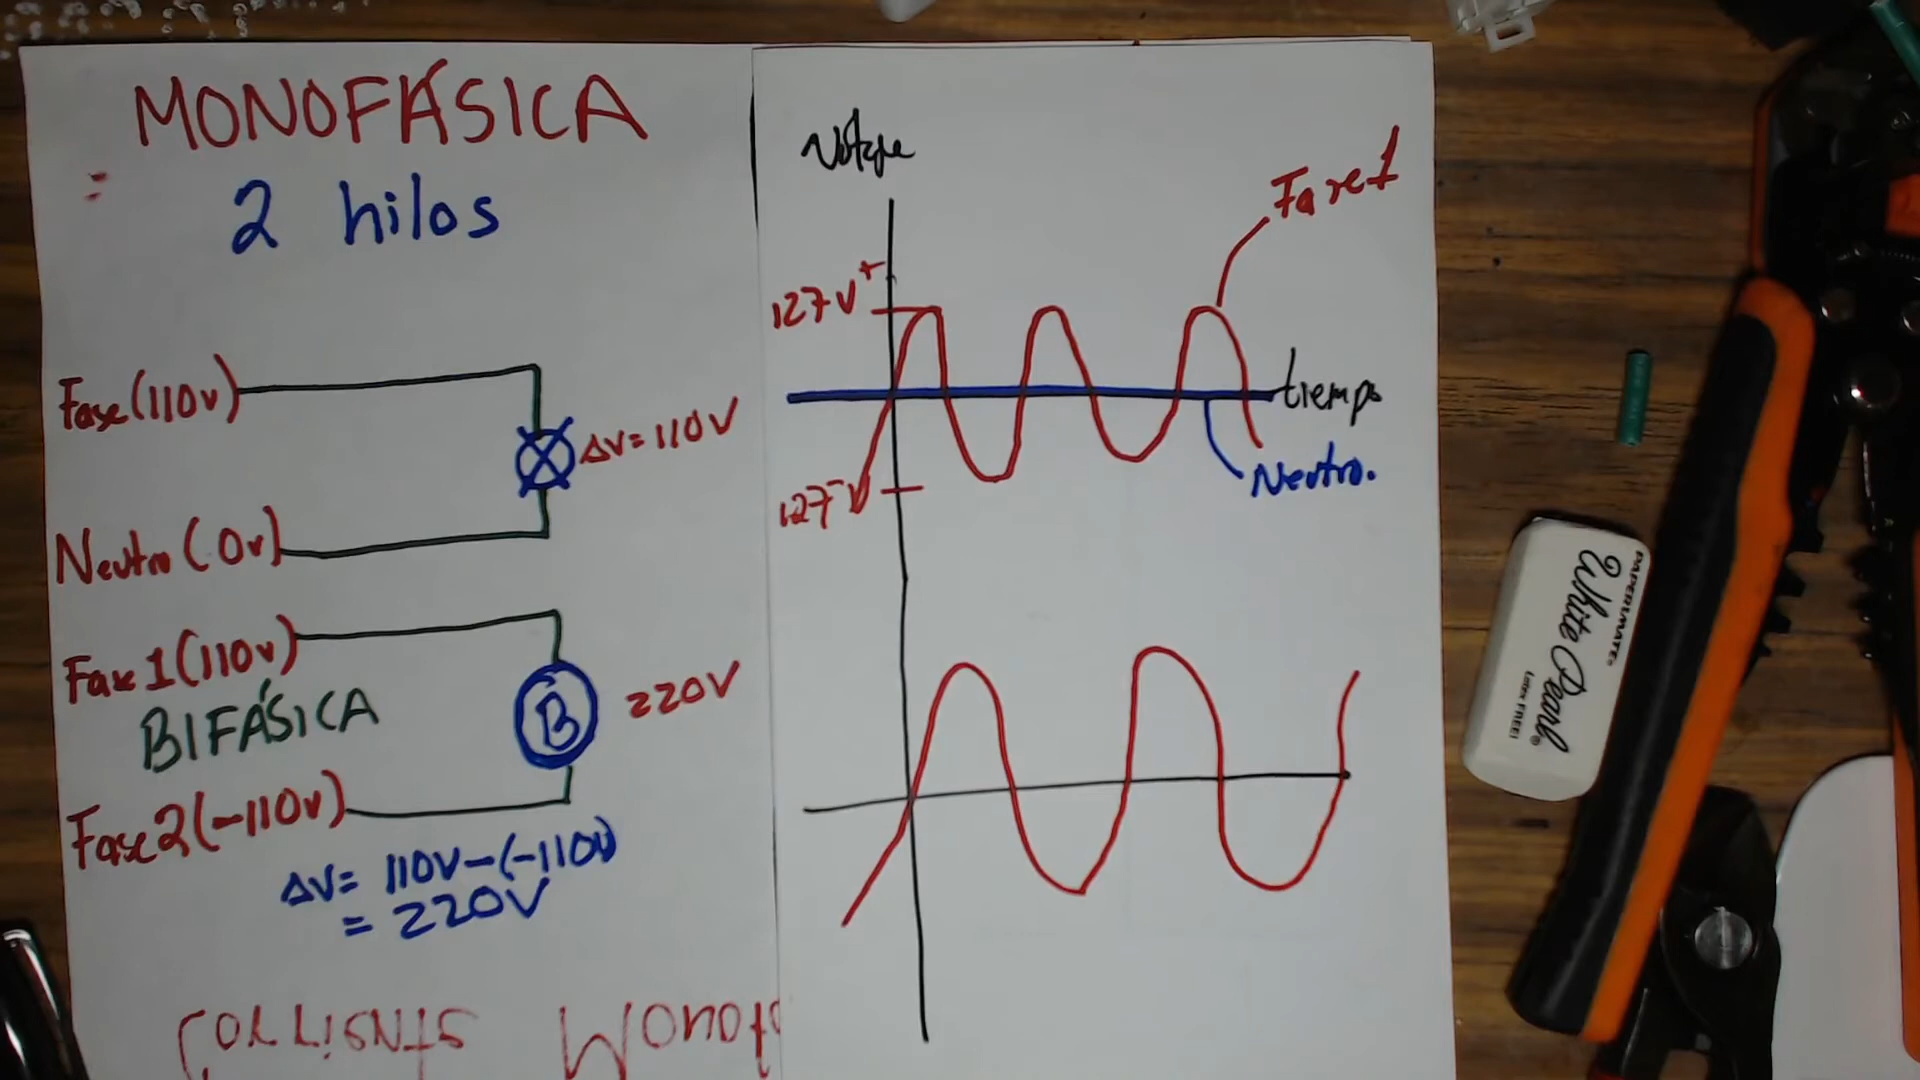 MONOFÁSICA
2 hilos
Fase (110v)
ΔV= 110V
Neutro (0v)
Fase 1 (110v)
BIFÁSICA
220V
Fase 2 (-110v)
ΔV= 110V-(-110V)
= 220V
Voltaje
Fase 1
127V+
tiempo
127-V
Neutro.
B
PAPERMATE
White Pearl®
Latex FREE!